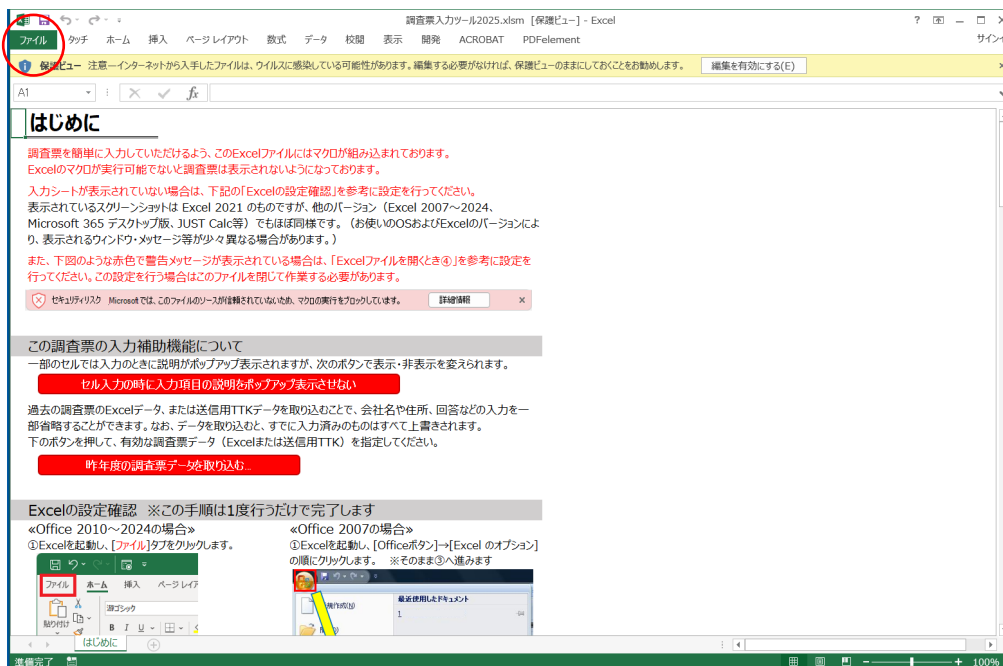 調査票入力ツール2025.xlsm [保護ビュー] - Excel
ファイル タッチ ホーム 挿入 ページ レイアウト 数式 データ 校閲 表示 開発 ACROBAT PDFelement サインイ
保護ビュー 注意—インターネットから入手したファイルは、ウイルスに感染している可能性があります。編集する必要がなければ、保護ビューのままにしておくことをお勧めします。 編集を有効にする(E)
A1 fx
はじめに
調査票を簡単に入力していただけるよう、このExcelファイルにはマクロが組み込まれております。
Excelのマクロが実行可能でないと調査票は表示されないようになっております。
入力シートが表示されていない場合は、下記の「Excelの設定確認」を参考に設定を行ってください。
表示されているスクリーンショットは Excel 2021 のものですが、他のバージョン（Excel 2007～2024、
Microsoft 365 デスクトップ版、JUST Calc等）でもほぼ同様です。（お使いのOSおよびExcelのバージョンによ
り、表示されるウィンドウ・メッセージ等が少々異なる場合があります。）
また、下図のような赤色で警告メッセージが表示されている場合は、「Excelファイルを開くとき④」を参考に設定を
行ってください。この設定を行う場合はこのファイルを閉じて作業する必要があります。
セキュリティリスク Microsoft では、このファイルのソースが信頼されていないため、マクロの実行をブロックしています。 詳細情報
この調査票の入力補助機能について
一部のセルでは入力のときに説明がポップアップ表示されますが、次のボタンで表示・非表示を変えられます。
セル入力の時に入力項目の説明をポップアップ表示させない
過去の調査票のExcelデータ、または送信用TTKデータを取り込むことで、会社名や住所、回答などの入力を一
部省略することができます。なお、データを取り込むと、すでに入力済みのものはすべて上書きされます。
下のボタンを押して、有効な調査票データ（Excelまたは送信用TTK）を指定してください。
昨年度の調査票データを取り込む...
Excelの設定確認 ※この手順は1度行うだけで完了します
≪Office 2010～2024の場合≫ ≪Office 2007の場合≫
①Excelを起動し、[ファイル]タブをクリックします。 ①Excelを起動し、[Officeボタン]→[Excel のオプション]
の順にクリックします。 ※そのまま③へ進みます
ファイル ホーム 挿入 ページ レイア
貼り付け 游ゴシック
B I U
規作成(N) 最近使用したドキュメント
1
はじめに
準備完了 100%